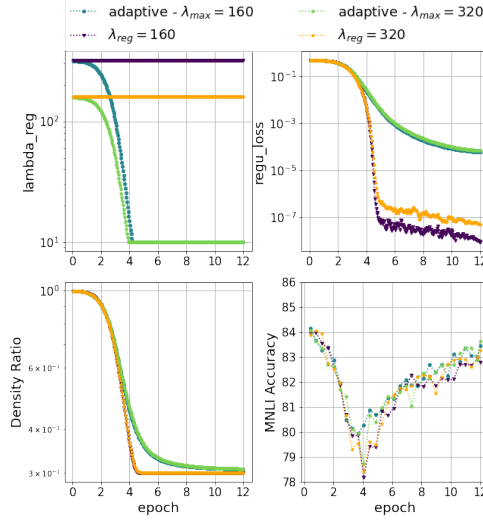 adaptive - λmax = 160
λreg = 160
adaptive - λmax = 320
λreg = 320
lambda_reg
10²
10¹
0 2 4 6 8 10 12
regu_loss
10⁻¹
10⁻³
10⁻⁵
10⁻⁷
0 2 4 6 8 10 12
Density Ratio
10⁰
6 × 10⁻¹
4 × 10⁻¹
3 × 10⁻¹
0 2 4 6 8 10 12
epoch
MNLI Accuracy
86
85
84
83
82
81
80
79
78
0 2 4 6 8 10 12
epoch